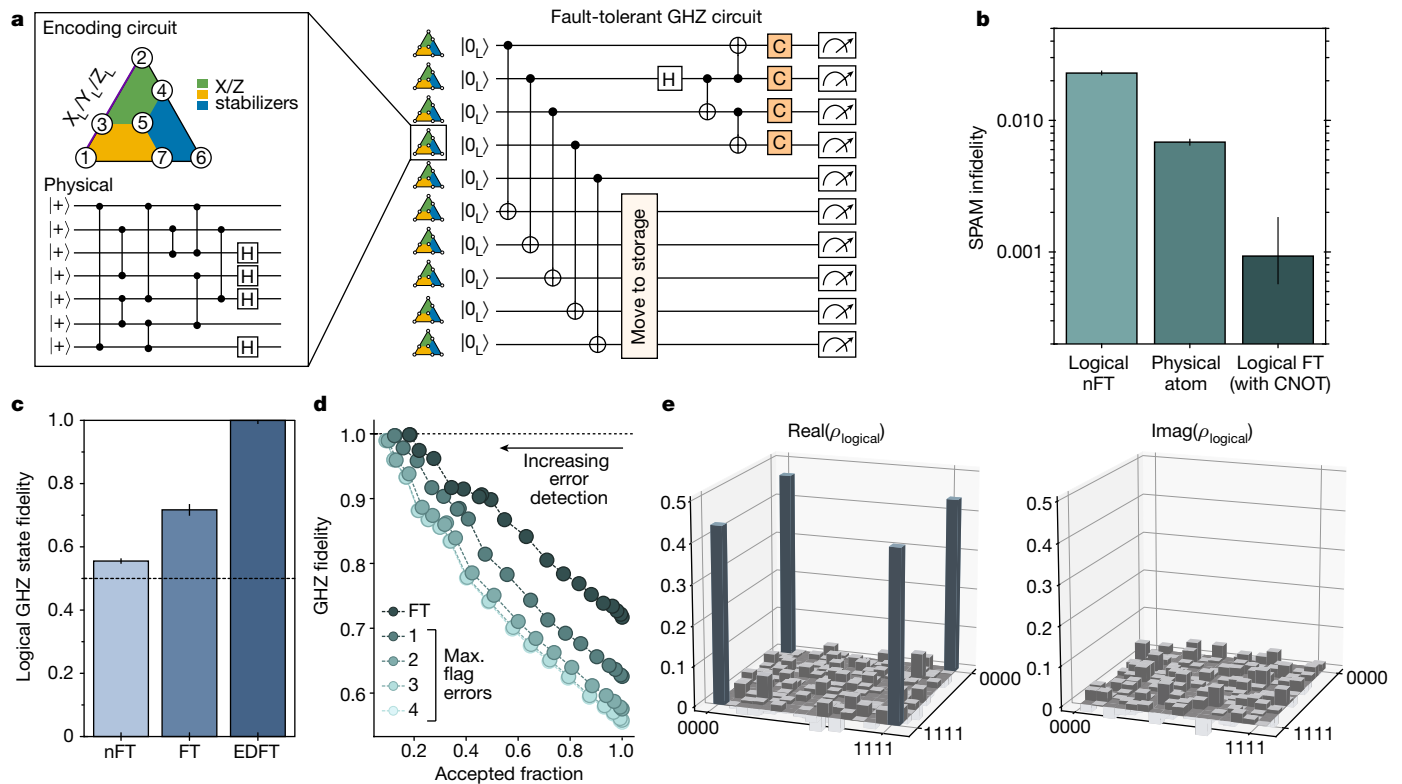 a
Encoding circuit
2
4
3
5
1
7
6
X_L/Y_L/Z_L
X/Z
stabilizers
Physical
|+⟩
|+⟩
|+⟩
H
|+⟩
H
|+⟩
H
|+⟩
|+⟩
H
Fault-tolerant GHZ circuit
|0_L⟩
C
|0_L⟩
H
C
|0_L⟩
C
|0_L⟩
C
|0_L⟩
|0_L⟩
|0_L⟩
|0_L⟩
|0_L⟩
|0_L⟩
Move to storage
b
SPAM infidelity
0.010
0.001
Logical
nFT
Physical
atom
Logical FT
(with CNOT)
c
Logical GHZ state fidelity
1.0
0.8
0.6
0.4
0.2
0
nFT
FT
EDFT
d
GHZ fidelity
1.0
0.9
0.8
0.7
0.6
Increasing
error
detection
FT
1
2
3
4
Max.
flag
errors
0.2
0.4
0.6
0.8
1.0
Accepted fraction
e
Real(ρ_logical)
0.5
0.4
0.3
0.2
0.1
0
0000
1111
1111
0000
Imag(ρ_logical)
0.5
0.4
0.3
0.2
0.1
0
0000
1111
1111
0000